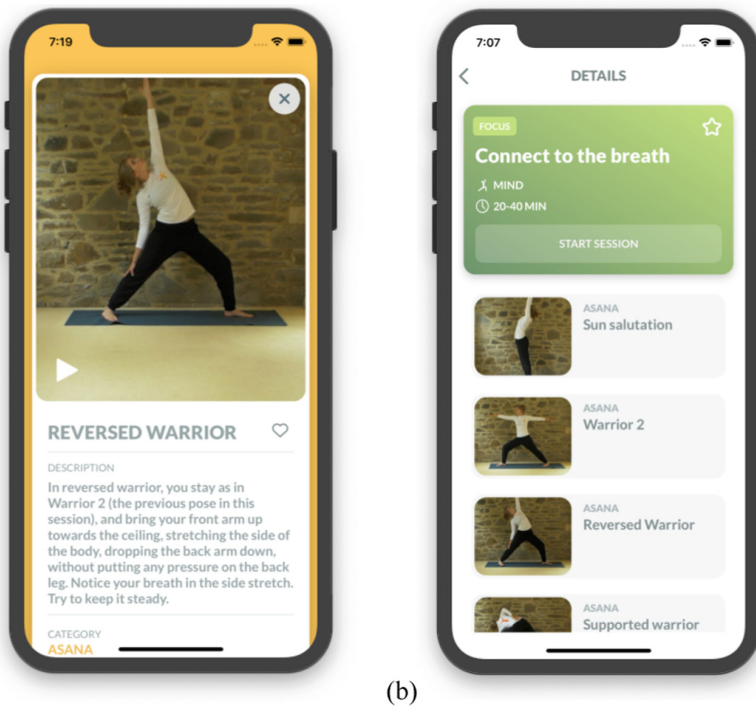 7:19
REVERSED WARRIOR
DESCRIPTION
In reversed warrior, you stay as in
Warrior 2 (the previous pose in this
session), and bring your front arm up
towards the ceiling, stretching the side of
the body, dropping the back arm down,
without putting any pressure on the back
leg. Notice your breath in the side stretch.
Try to keep it steady.
CATEGORY
ASANA
7:07
DETAILS
FOCUS
Connect to the breath
MIND
20-40 MIN
START SESSION
ASANA
Sun salutation
ASANA
Warrior 2
ASANA
Reversed Warrior
ASANA
Supported warrior
(b)